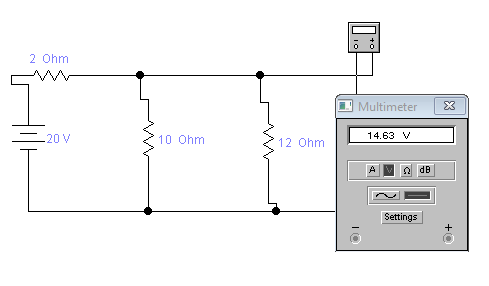 2 Ohm
20 V
10 Ohm
12 Ohm
- +
Multimeter
14.63 V
A V Ω dB
Settings
- +